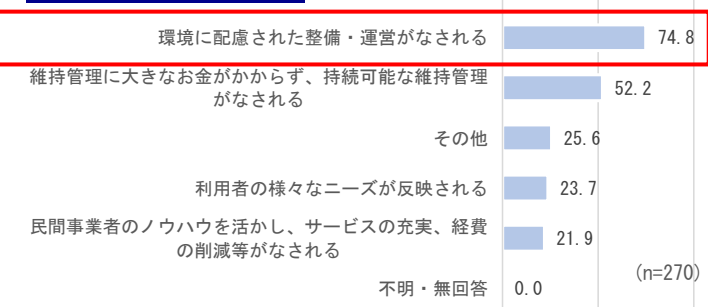 環境に配慮された整備・運営がなされる 74.8
維持管理に大きなお金がかからず、持続可能な維持管理
がなされる 52.2
その他 25.6
利用者の様々なニーズが反映される 23.7
民間事業者のノウハウを活かし、サービスの充実、経費
の削減等がなされる 21.9
(n=270)
不明・無回答 0.0